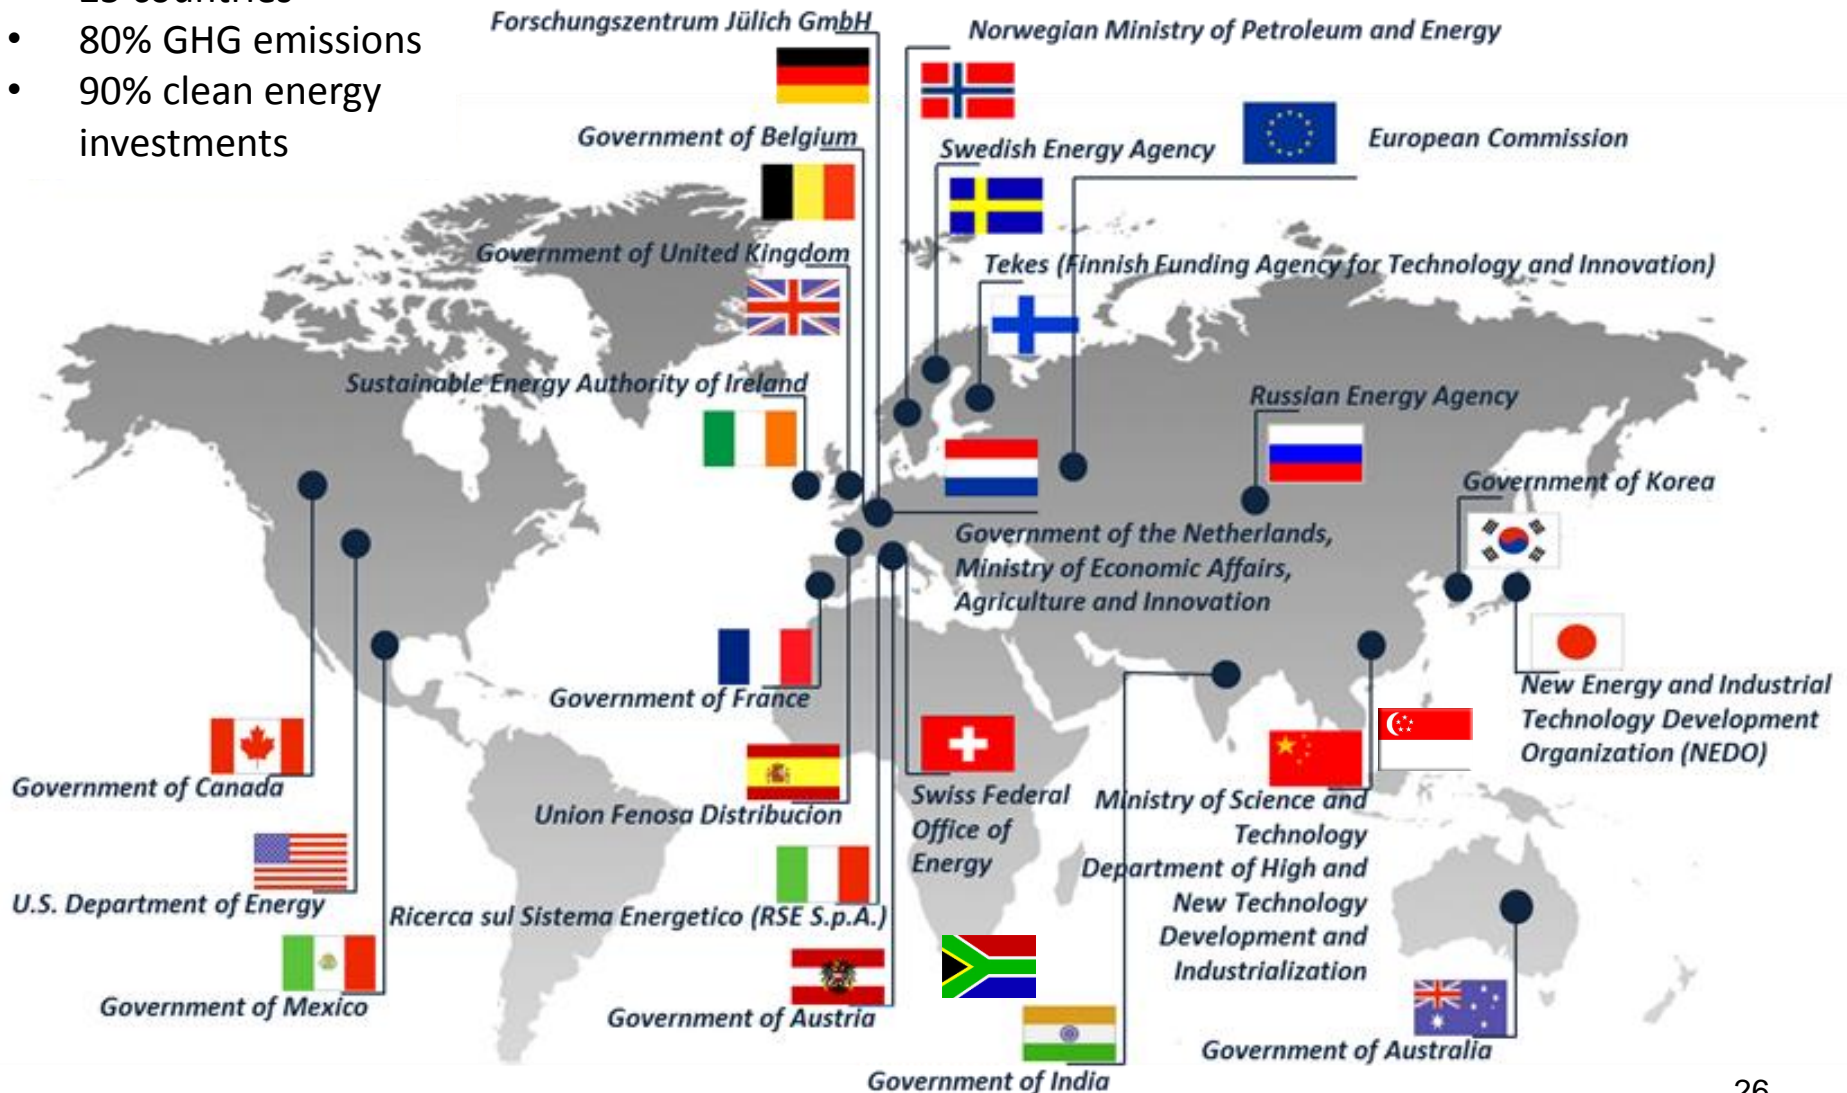 countries
• 80% GHG emissions
• 90% clean energy
investments
Forschungszentrum Jülich GmbH
Norwegian Ministry of Petroleum and Energy
Government of Belgium
Swedish Energy Agency
European Commission
Government of United Kingdom
Tekes (Finnish Funding Agency for Technology and Innovation)
Sustainable Energy Authority of Ireland
Russian Energy Agency
Government of Korea
Government of the Netherlands,
Ministry of Economic Affairs,
Agriculture and Innovation
Government of France
New Energy and Industrial
Technology Development
Organization (NEDO)
Government of Canada
Union Fenosa Distribucion
Swiss Federal
Office of
Energy
Ministry of Science and
Technology
Department of High and
New Technology
Development and
Industrialization
U.S. Department of Energy
Ricerca sul Sistema Energetico (RSE S.p.A.)
Government of Mexico
Government of Austria
Government of Australia
Government of India
26